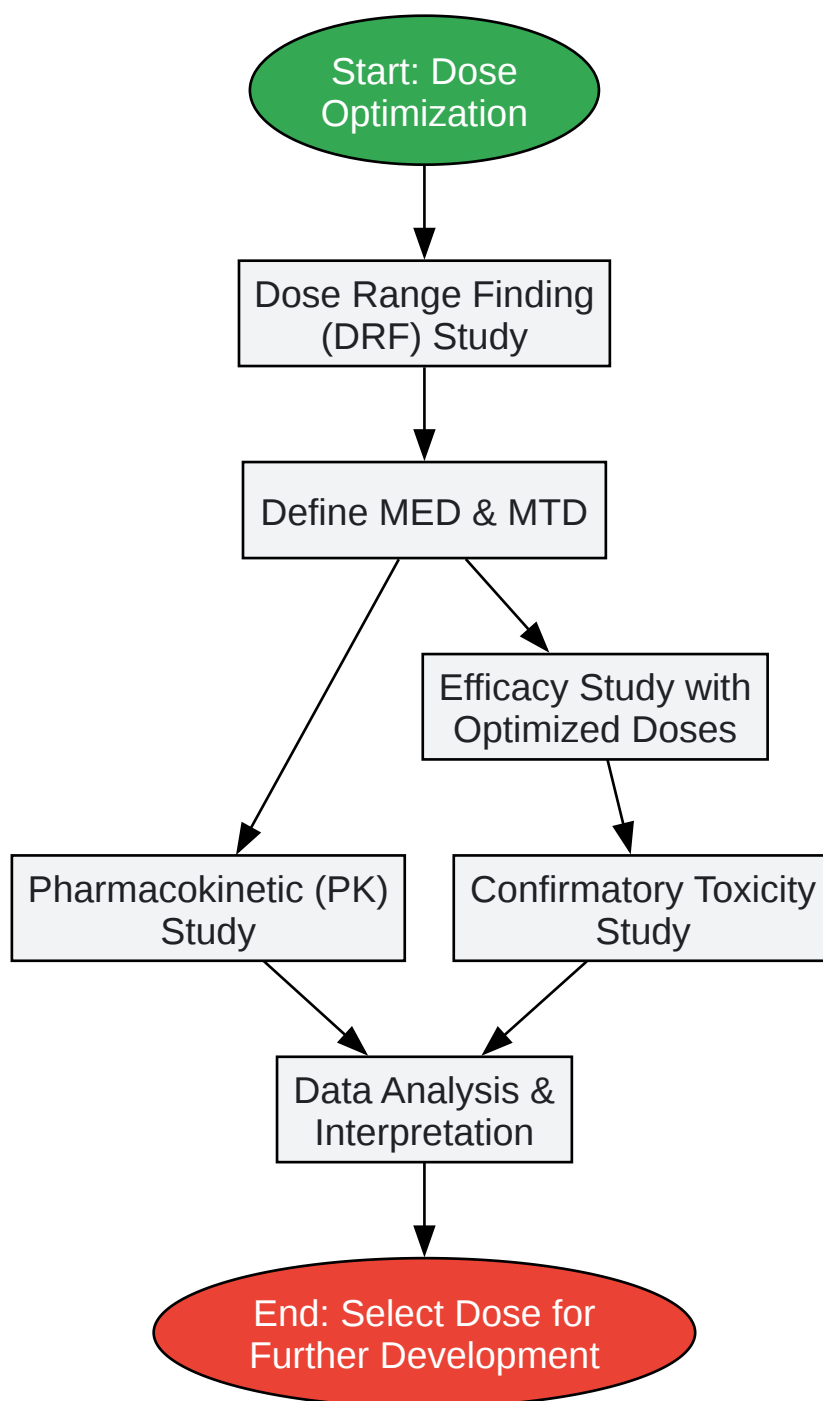 Start: Dose
Optimization
Dose Range Finding
(DRF) Study
Define MED & MTD
Efficacy Study with
Optimized Doses
Pharmacokinetic (PK)
Study
Confirmatory Toxicity
Study
Data Analysis &
Interpretation
End: Select Dose for
Further Development